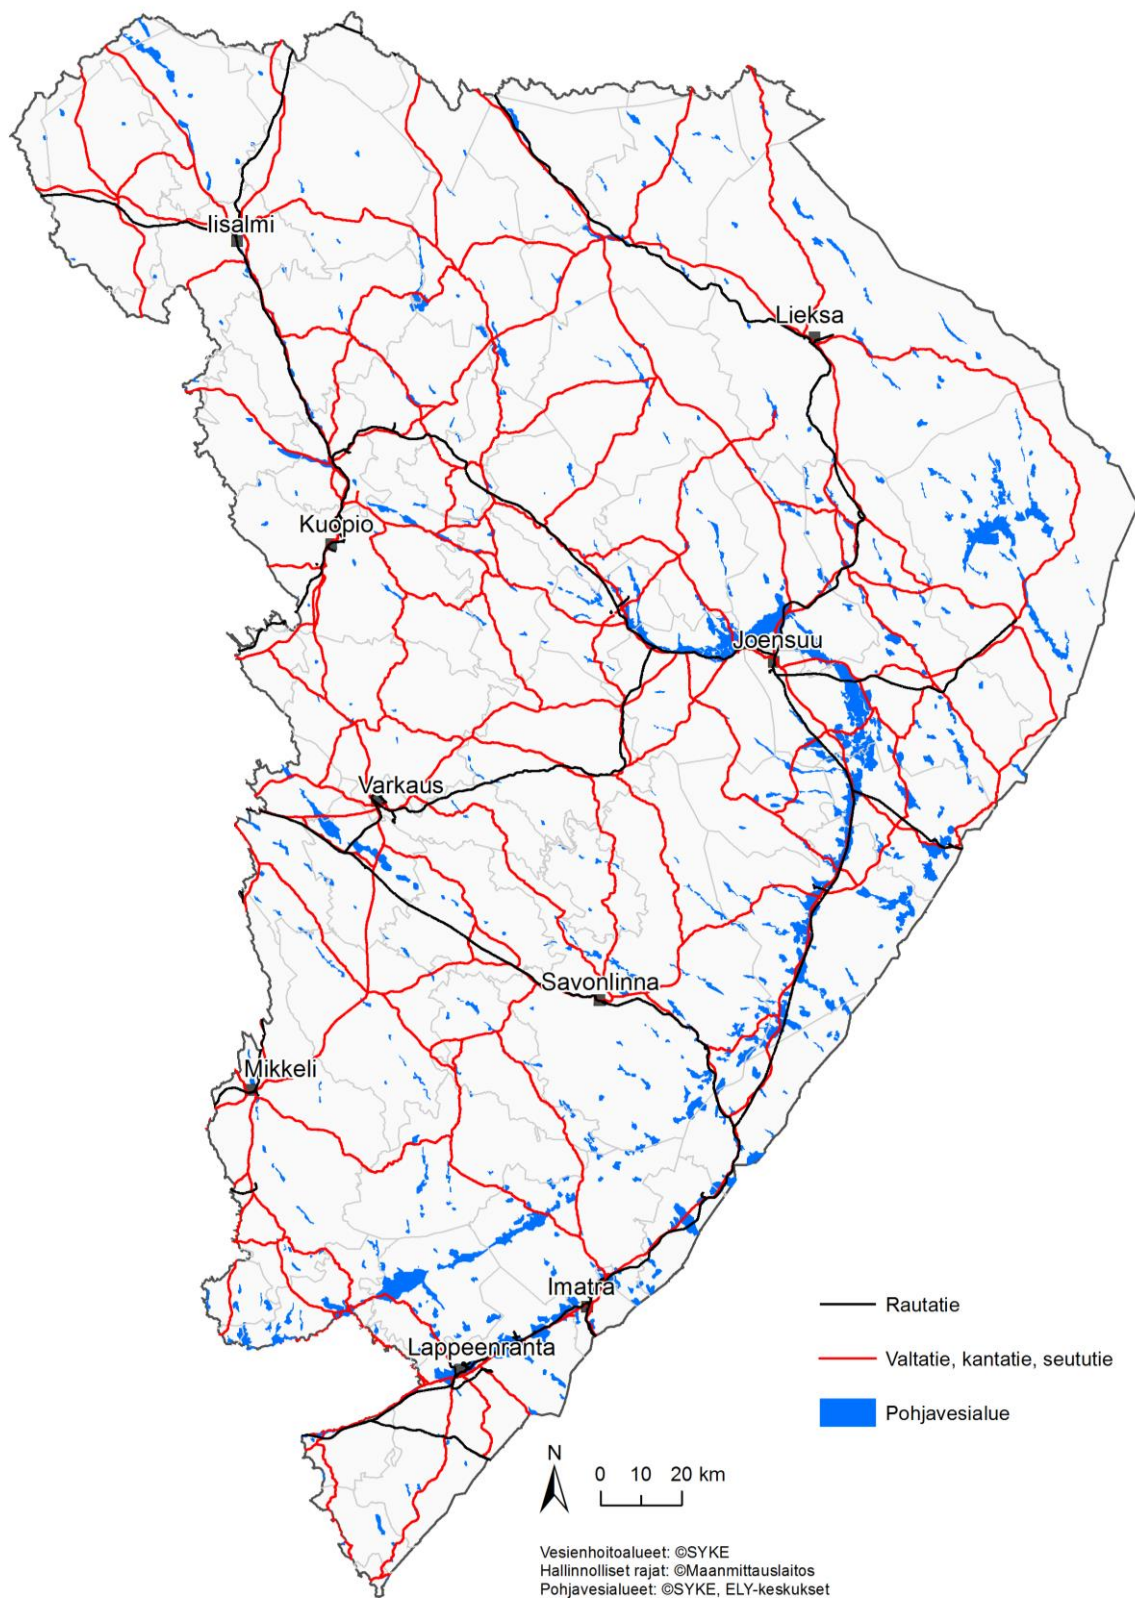 Iisalmi
Lieksa
Kuopio
Joensuu
Varkaus
Savonlinna
Mikkeli
Imatra
Lappeenranta
Rautatie
Valtatie, kantatie, seututie
Pohjavesialue
N
0 10 20 km
Vesienhoitoalueet: ©SYKE
Hallinnolliset rajat: ©Maanmittauslaitos
Pohjavesialueet: ©SYKE, ELY-keskukset